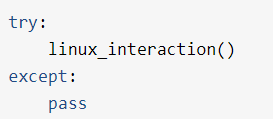 try:
    linux_interaction()
except:
    pass